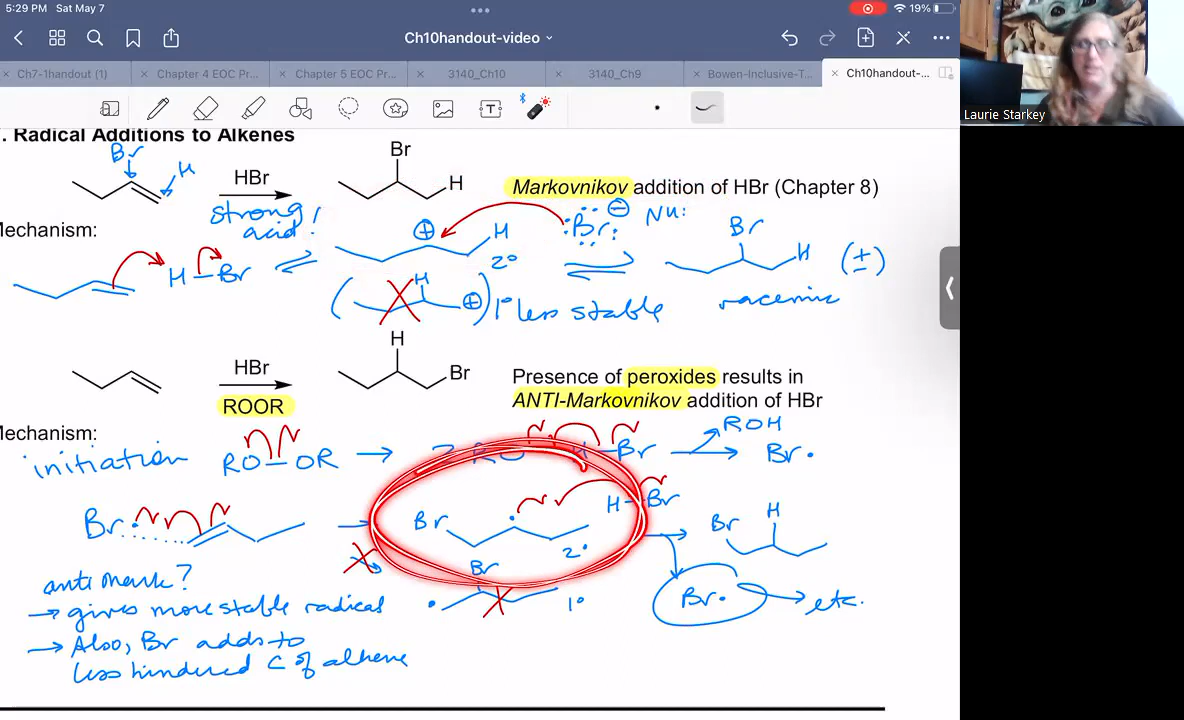 5:29 PM Sat May 7
19%
Ch10handout-video
Ch7-1handout (1)
Chapter 4 EOC Pr...
Chapter 5 EOC Pr...
3140_Ch10
3140_Ch9
Bowen-Inclusive-T...
Ch10handout-...
Laurie Starkey
. Radical Additions to Alkenes
Br H
HBr
strong acid!
Br
H
Markovnikov addition of HBr (Chapter 8)
Mechanism:
H Br
⊕ H 2°
:Br: ⊖ Nu:
Br
H (±)
racemic
( H ⊕ ) 1° less stable
HBr
ROOR
H
Br
Presence of peroxides results in
ANTI-Markovnikov addition of HBr
Mechanism:
initiation RO OR → 2 RO H Br ROH
Br·
Br· Br · 2° H Br Br H
Br 1°
Br· → etc.
anti mark?
→ gives more stable radical
→ Also, Br adds to
less hindered C of alkene